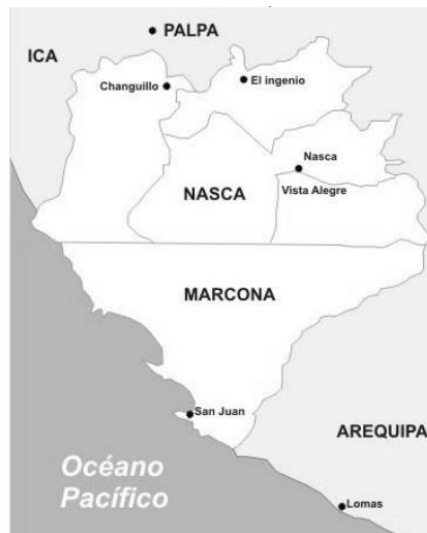 PALPA
ICA
Changuillo
El ingenio
Nasca
NASCA
Vista Alegre
MARCONA
San Juan
AREQUIPA
Océano
Pacífico
Lomas